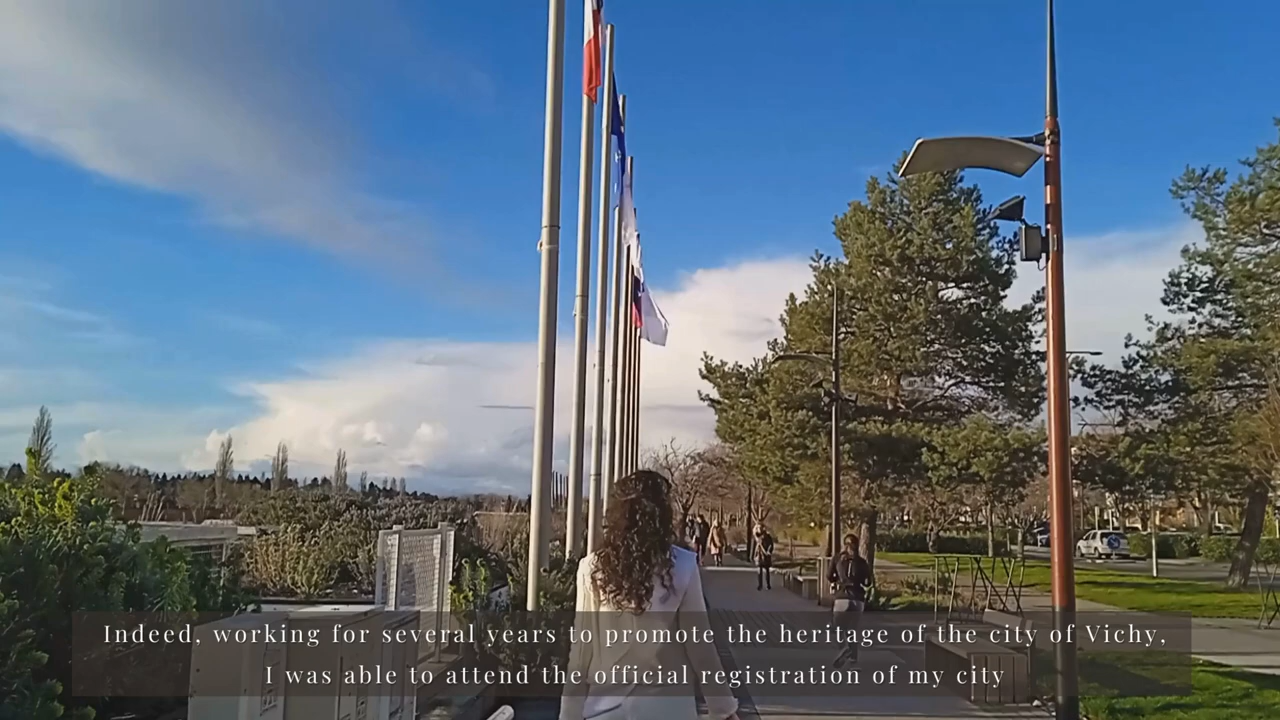 Indeed, working for several years to promote the heritage of the city of Vichy,
I was able to attend the official registration of my city